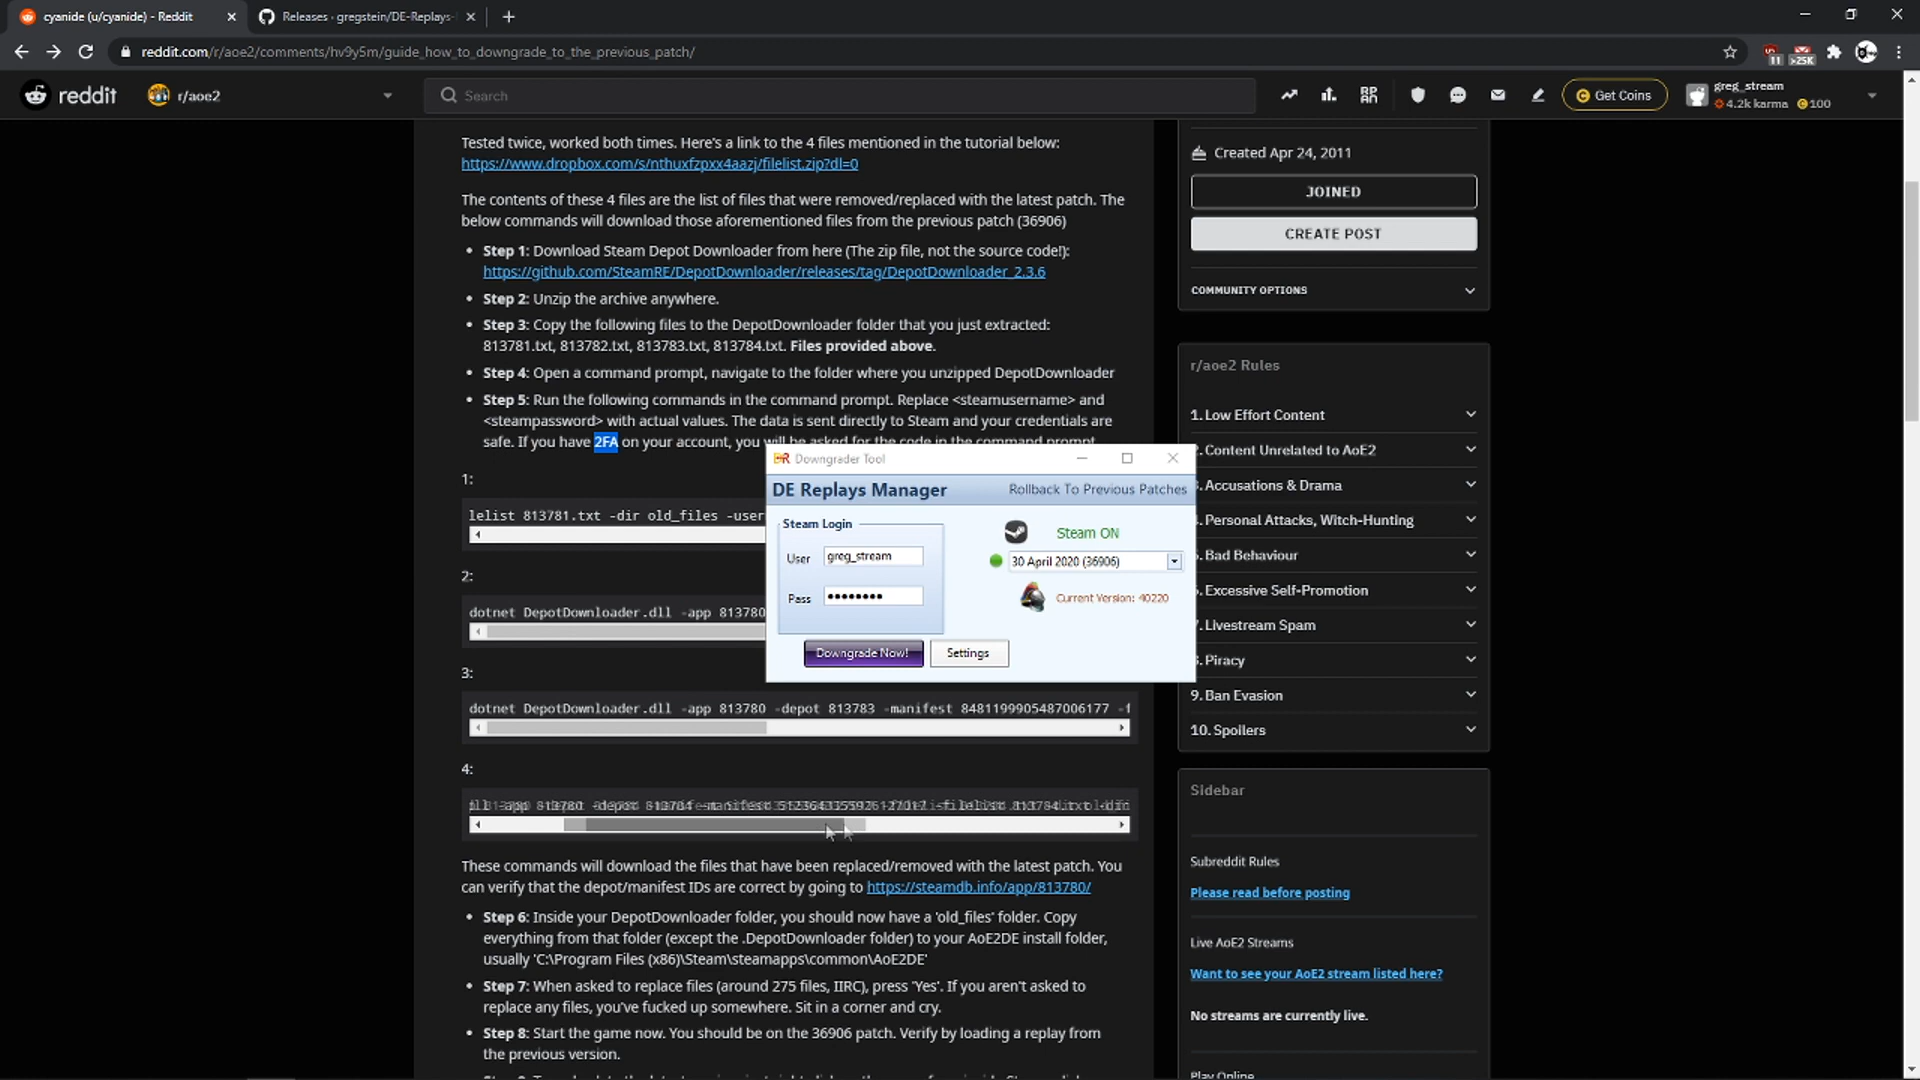 cyanide (u/cyanide) - Reddit
Releases · gregstein/DE-Replays-
reddit.com/r/aoe2/comments/hv9y5m/guide_how_to_downgrade_to_the_previous_patch/
11
>25K
reddit
r/aoe2
Search
Get Coins
greg_stream
4.2k karma 100
Tested twice, worked both times. Here's a link to the 4 files mentioned in the tutorial below:
https://www.dropbox.com/s/nthuxfzpxx4aazj/filelist.zip?dl=0
The contents of these 4 files are the list of files that were removed/replaced with the latest patch. The
below commands will download those aforementioned files from the previous patch (36906)
• Step 1: Download Steam Depot Downloader from here (The zip file, not the source code!):
https://github.com/SteamRE/DepotDownloader/releases/tag/DepotDownloader_2.3.6
• Step 2: Unzip the archive anywhere.
• Step 3: Copy the following files to the DepotDownloader folder that you just extracted:
813781.txt, 813782.txt, 813783.txt, 813784.txt. Files provided above.
• Step 4: Open a command prompt, navigate to the folder where you unzipped DepotDownloader
• Step 5: Run the following commands in the command prompt. Replace <steamusername> and
<steampassword> with actual values. The data is sent directly to Steam and your credentials are
safe. If you have 2FA on your account, you will be asked for the code in the command prompt
1:
lelist 813781.txt -dir old_files -user
2:
dotnet DepotDownloader.dll -app 813780
3:
dotnet DepotDownloader.dll -app 813780 -depot 813783 -manifest 8481199905487006177 -f
4:
These commands will download the files that have been replaced/removed with the latest patch. You
can verify that the depot/manifest IDs are correct by going to https://steamdb.info/app/813780/
• Step 6: Inside your DepotDownloader folder, you should now have a 'old_files' folder. Copy
everything from that folder (except the .DepotDownloader folder) to your AoE2DE install folder,
usually 'C:\Program Files (x86)\Steam\steamapps\common\AoE2DE'
• Step 7: When asked to replace files (around 275 files, IIRC), press 'Yes'. If you aren't asked to
replace any files, you've fucked up somewhere. Sit in a corner and cry.
• Step 8: Start the game now. You should be on the 36906 patch. Verify by loading a replay from
the previous version.
Downgrader Tool
DE Replays Manager
Rollback To Previous Patches
Steam Login
User greg_stream
Pass ••••••••
Steam ON
30 April 2020 (36906)
Current Version: 40220
Downgrade Now!
Settings
Created Apr 24, 2011
JOINED
CREATE POST
COMMUNITY OPTIONS
r/aoe2 Rules
1. Low Effort Content
2. Content Unrelated to AoE2
. Accusations & Drama
. Personal Attacks, Witch-Hunting
. Bad Behaviour
. Excessive Self-Promotion
. Livestream Spam
. Piracy
9. Ban Evasion
10. Spoilers
Sidebar
Subreddit Rules
Please read before posting
Live AoE2 Streams
Want to see your AoE2 stream listed here?
No streams are currently live.
Play Online